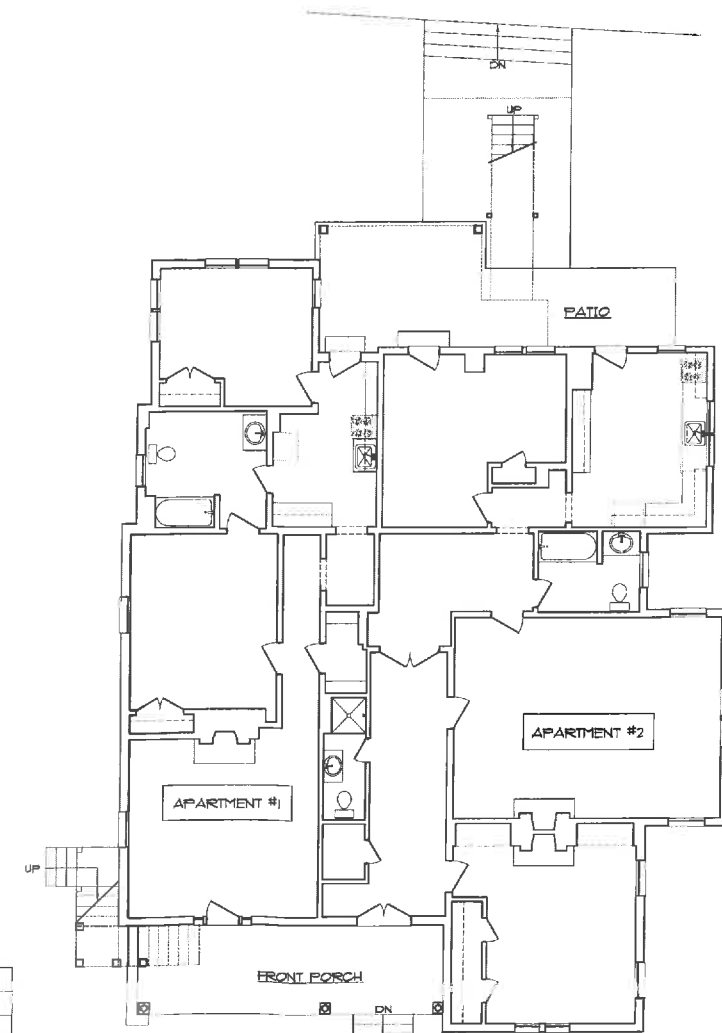 DN
UP
PATIO
APARTMENT #2
APARTMENT #1
UP
FRONT PORCH
DN